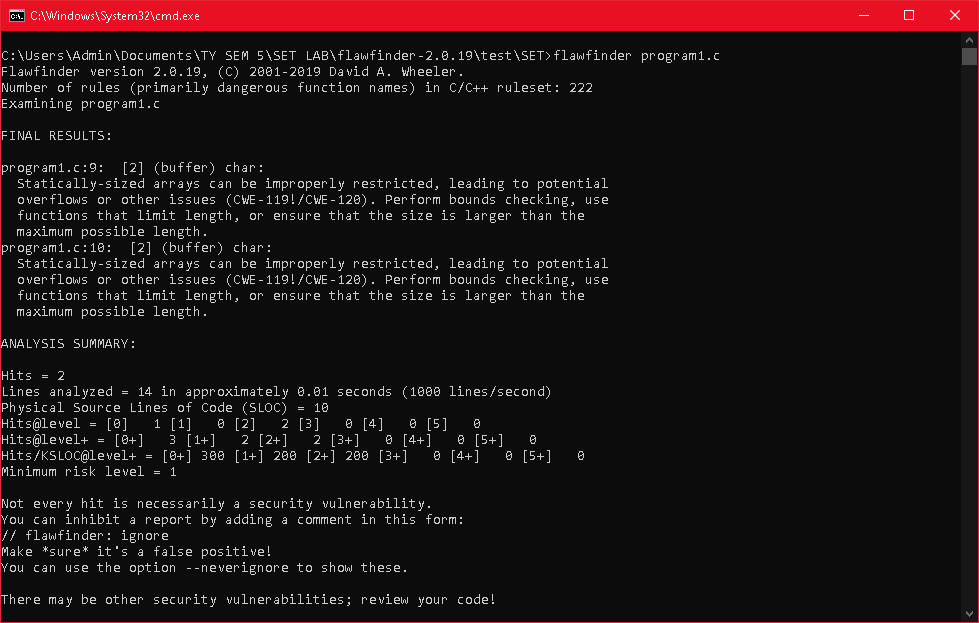 C:\Windows\System32\cmd.exe
C:\Users\Admin\Documents\TY SEM 5\SET LAB\flawfinder-2.0.19\test\SET>flawfinder program1.c
Flawfinder version 2.0.19, (C) 2001-2019 David A. Wheeler.
Number of rules (primarily dangerous function names) in C/C++ ruleset: 222
Examining program1.c

FINAL RESULTS:

program1.c:9:  [2] (buffer) char:
  Statically-sized arrays can be improperly restricted, leading to potential
  overflows or other issues (CWE-119!/CWE-120). Perform bounds checking, use
  functions that limit length, or ensure that the size is larger than the
  maximum possible length.
program1.c:10:  [2] (buffer) char:
  Statically-sized arrays can be improperly restricted, leading to potential
  overflows or other issues (CWE-119!/CWE-120). Perform bounds checking, use
  functions that limit length, or ensure that the size is larger than the
  maximum possible length.

ANALYSIS SUMMARY:

Hits = 2
Lines analyzed = 14 in approximately 0.01 seconds (1000 lines/second)
Physical Source Lines of Code (SLOC) = 10
Hits@level = [0]   1 [1]   0 [2]   2 [3]   0 [4]   0 [5]   0
Hits@level+ = [0+]   3 [1+]   2 [2+]   2 [3+]   0 [4+]   0 [5+]   0
Hits/KSLOC@level+ = [0+] 300 [1+] 200 [2+] 200 [3+]   0 [4+]   0 [5+]   0
Minimum risk level = 1

Not every hit is necessarily a security vulnerability.
You can inhibit a report by adding a comment in this form:
// flawfinder: ignore
Make *sure* it's a false positive!
You can use the option --neverignore to show these.

There may be other security vulnerabilities; review your code!